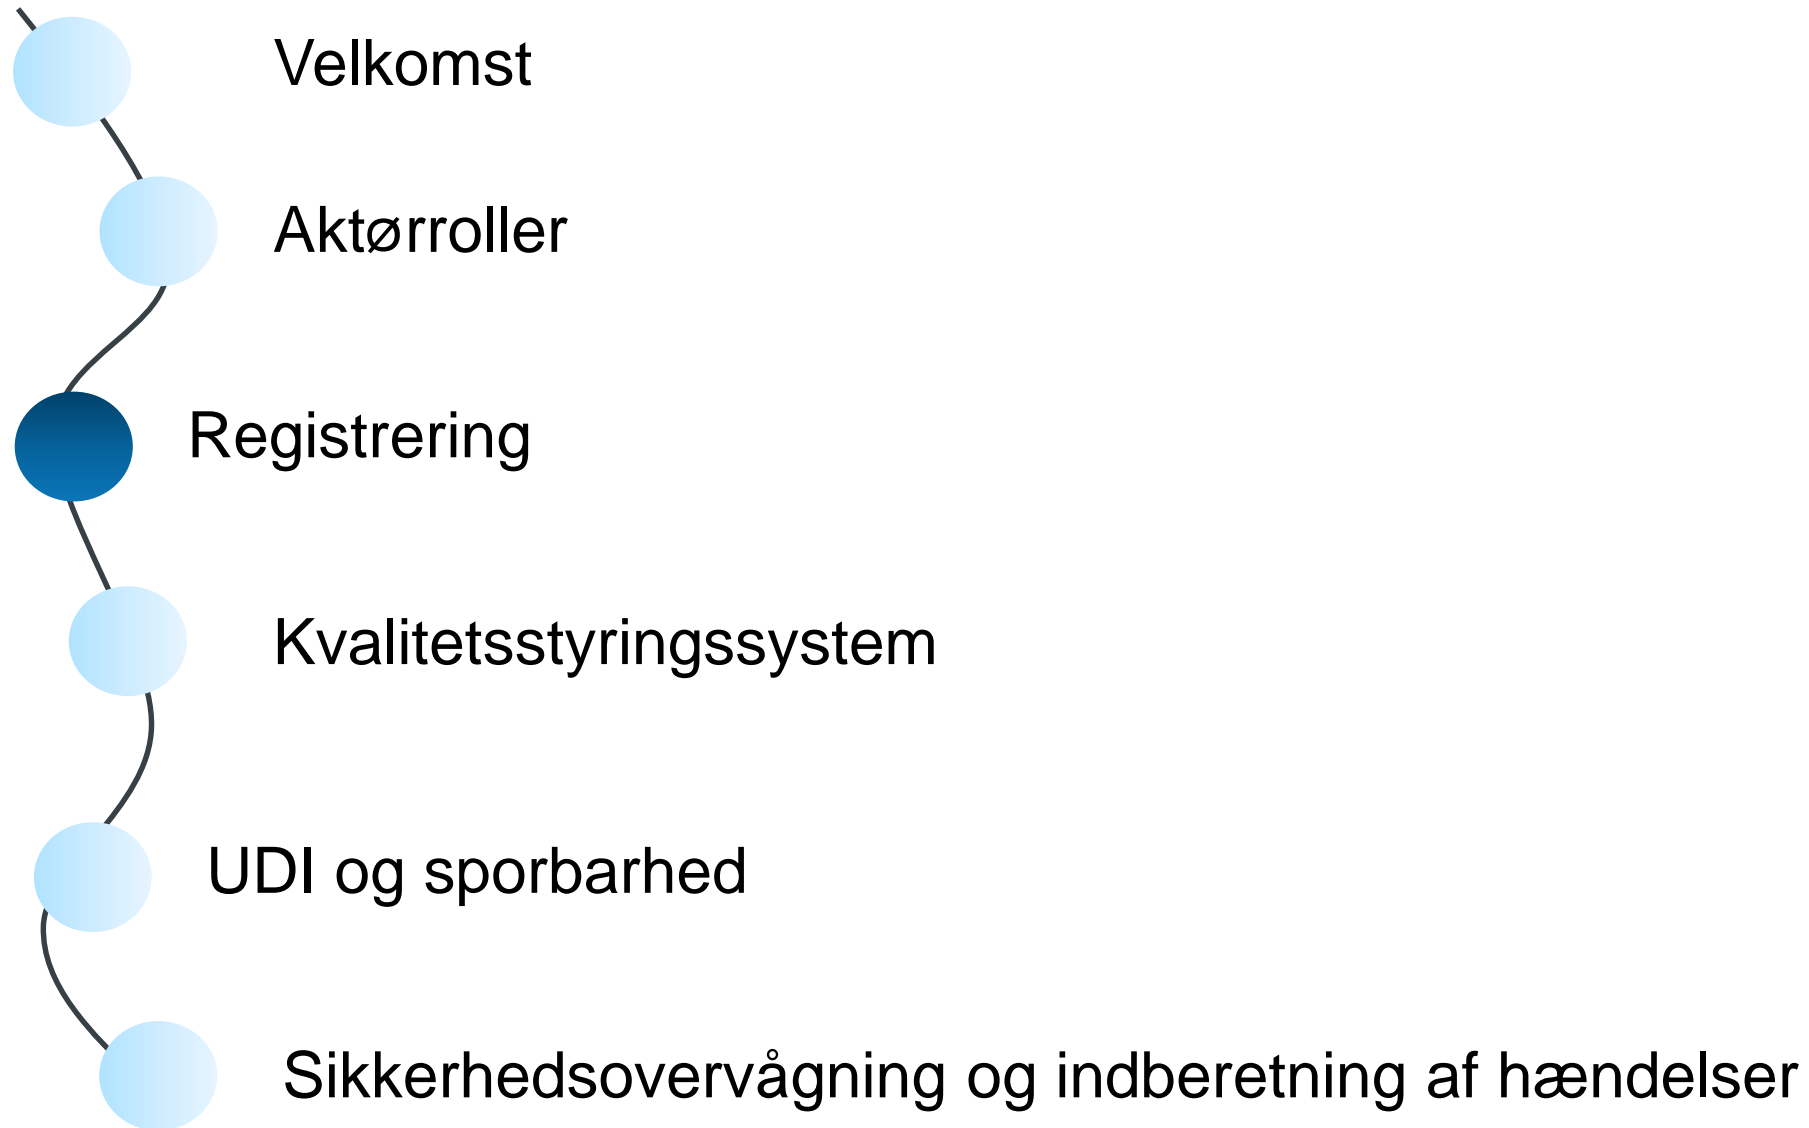 Velkomst
Aktørroller
Registrering
Kvalitetsstyringssystem
UDI og sporbarhed
Sikkerhedsovervågning og indberetning af hændelser